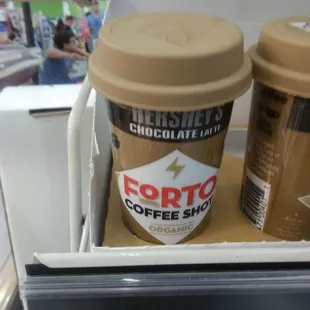 HERSHEY'S
CHOCOLATE LATTE
FORTO
COFFEE SHOT
ORGANIC